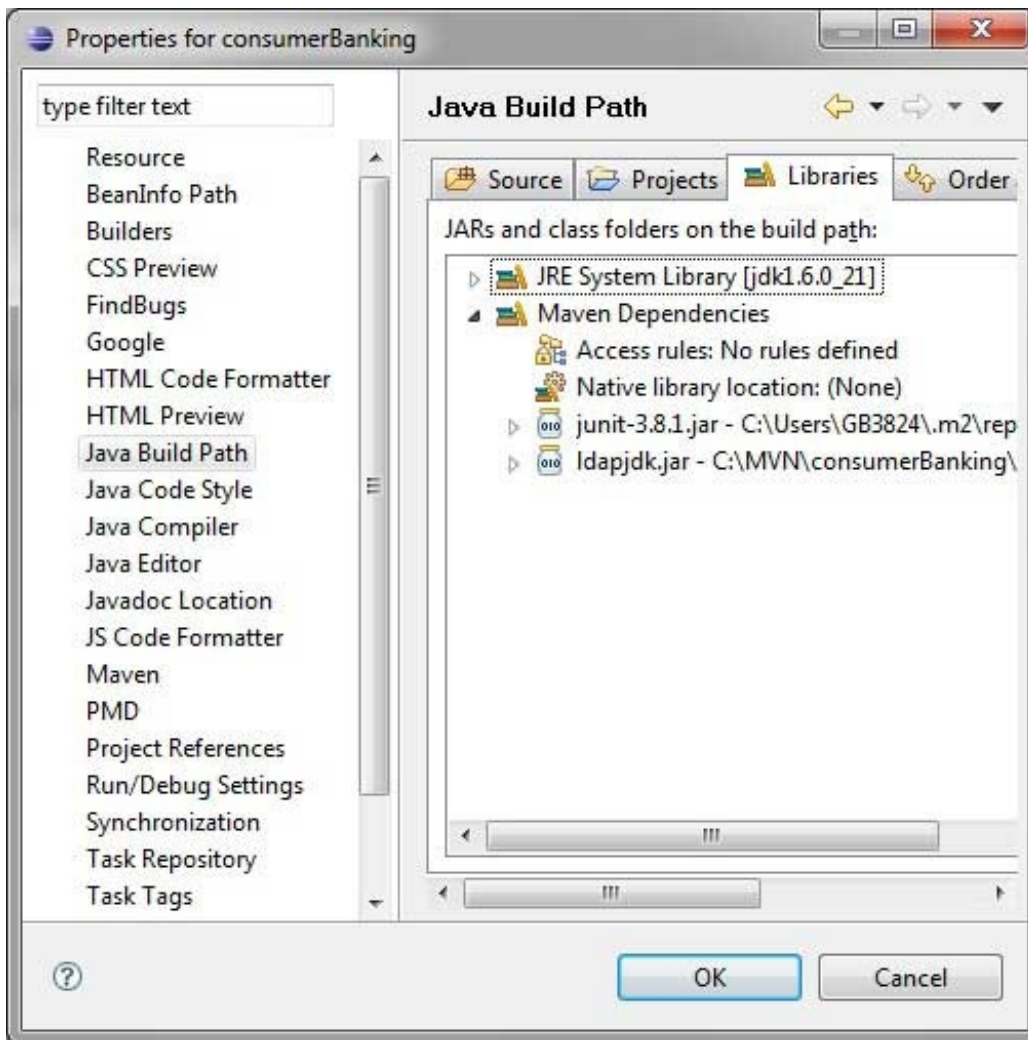 Properties for consumerBanking
type filter text
Resource
BeanInfo Path
Builders
CSS Preview
FindBugs
Google
HTML Code Formatter
HTML Preview
Java Build Path
Java Code Style
Java Compiler
Java Editor
Javadoc Location
JS Code Formatter
Maven
PMD
Project References
Run/Debug Settings
Synchronization
Task Repository
Task Tags
Java Build Path
Source Projects Libraries Order
JARs and class folders on the build path:
JRE System Library [jdk1.6.0_21]
Maven Dependencies
Access rules: No rules defined
Native library location: (None)
junit-3.8.1.jar - C:\Users\GB3824\.m2\rep
ldapjdk.jar - C:\MVN\consumerBanking\
OK Cancel